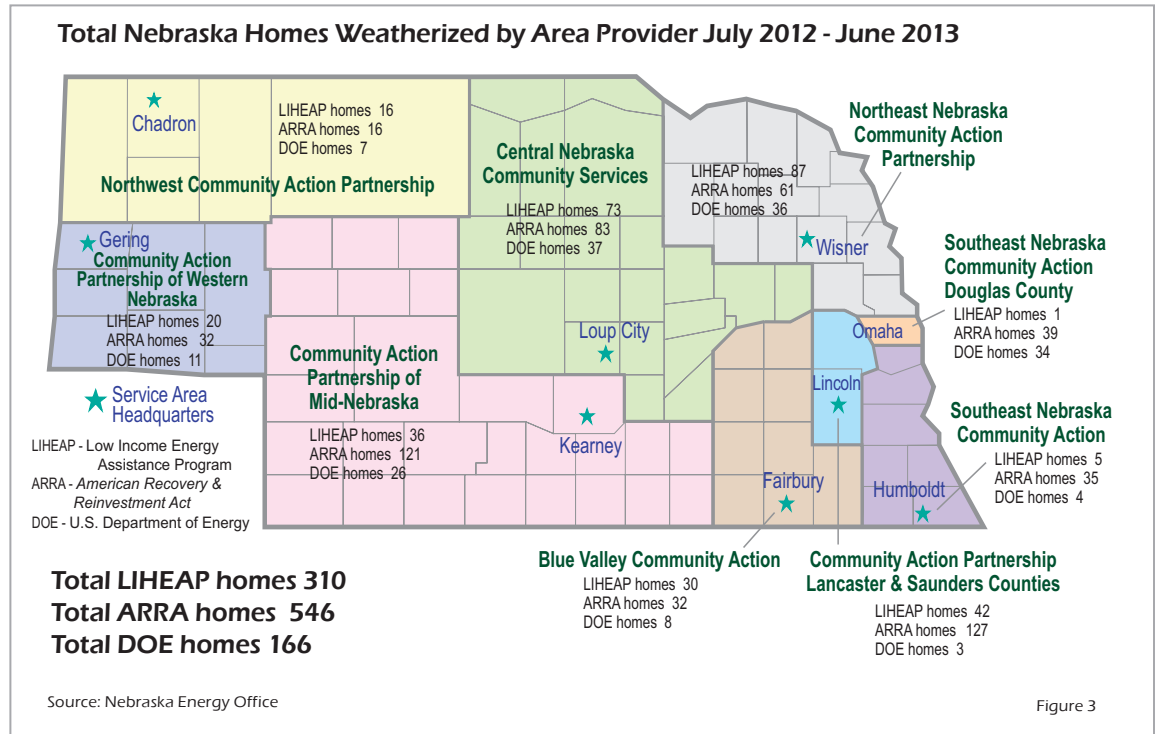 Total Nebraska Homes Weatherized by Area Provider July 2012 - June 2013
Chadron
LIHEAP homes 16
ARRA homes 16
DOE homes 7
Northwest Community Action Partnership
Central Nebraska
Community Services
LIHEAP homes 73
ARRA homes 83
DOE homes 37
Loup City
Northeast Nebraska
Community Action
Partnership
LIHEAP homes 87
ARRA homes 61
DOE homes 36
Wisner
Gering
Community Action
Partnership of Western
Nebraska
LIHEAP homes 20
ARRA homes 32
DOE homes 11
Southeast Nebraska
Community Action
Douglas County
LIHEAP homes 1
ARRA homes 39
DOE homes 34
Omaha
Community Action
Partnership of
Mid-Nebraska
LIHEAP homes 36
ARRA homes 121
DOE homes 26
Kearney
Lincoln
Southeast Nebraska
Community Action
LIHEAP homes 5
ARRA homes 35
DOE homes 4
Fairbury
Humboldt
Service Area
Headquarters
LIHEAP - Low Income Energy
Assistance Program
ARRA - American Recovery &
Reinvestment Act
DOE - U.S. Department of Energy
Blue Valley Community Action
LIHEAP homes 30
ARRA homes 32
DOE homes 8
Community Action Partnership
Lancaster & Saunders Counties
LIHEAP homes 42
ARRA homes 127
DOE homes 3
Total LIHEAP homes 310
Total ARRA homes 546
Total DOE homes 166
Source: Nebraska Energy Office
Figure 3